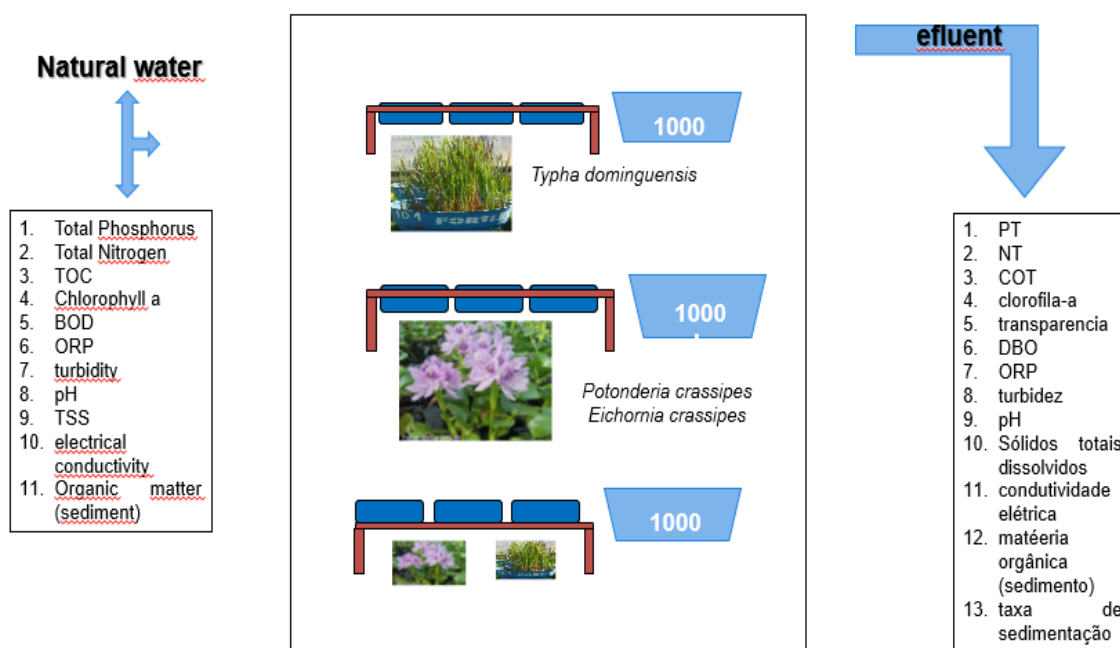 Natural water
1. Total Phosphorus
2. Total Nitrogen
3. TOC
4. Chlorophyll a
5. BOD
6. ORP
7. turbidity
8. pH
9. TSS
10. electrical
conductivity
11. Organic matter
(sediment)
1000
Typha dominguensis
FORTL
1000
Potonderia crassipes
Eichornia crassipes
1000
efluent
1. PT
2. NT
3. COT
4. clorofila-a
5. transparencia
6. DBO
7. ORP
8. turbidez
9. pH
10. Sólidos totais
dissolvidos
11. condutividade
elétrica
12. matéeria
orgânica
(sedimento)
13. taxa de
sedimentação